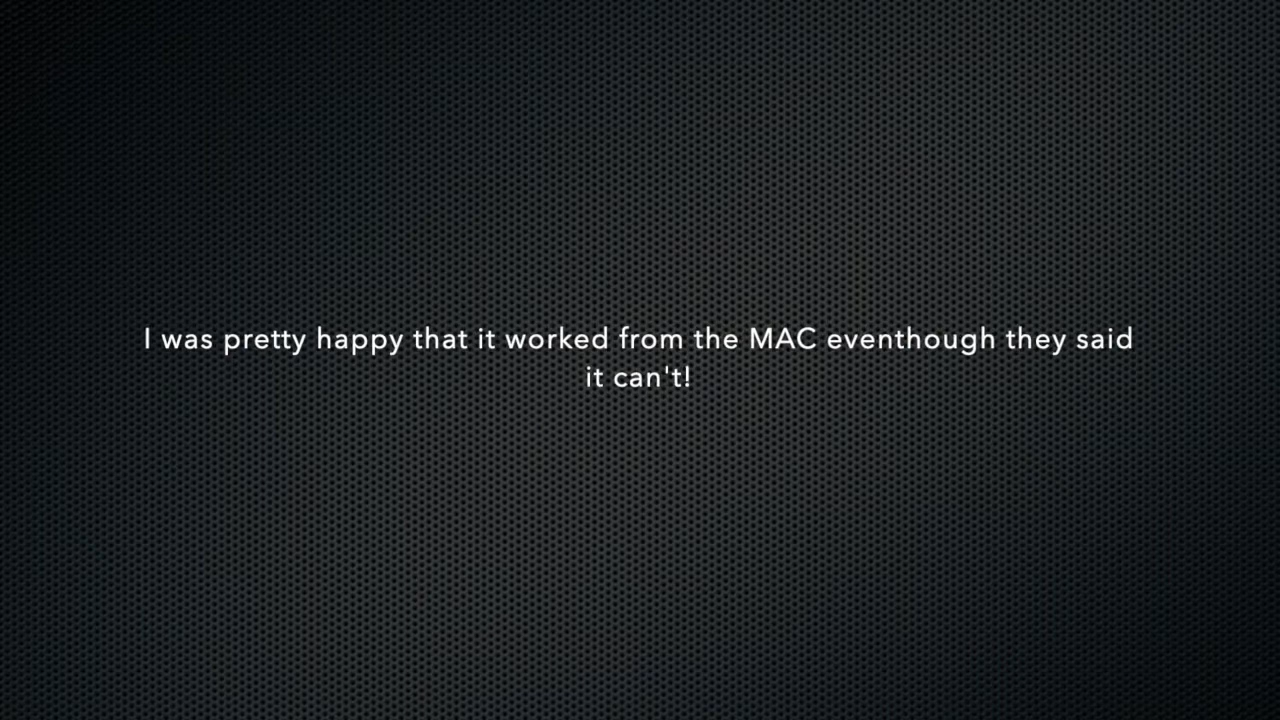 I was pretty happy that it worked from the MAC eventhough they said
it can't!